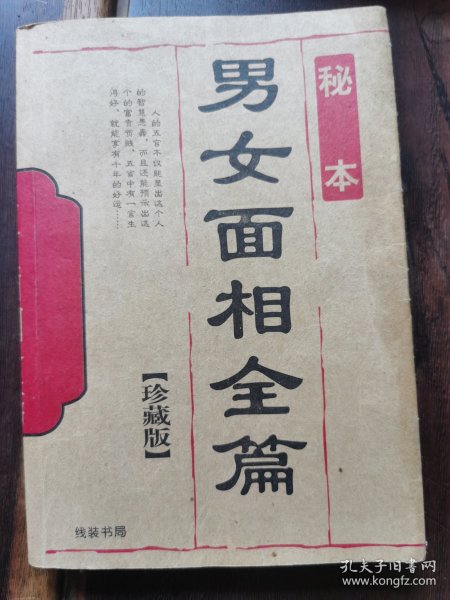 秘本
男女面相全篇
【珍藏版】
人的五官不仅能显出这个人
的智慧愚蠢，而且还能预示出这
个的富贵贫贱，五官中有一官生
得好，就能享有十年的好运……
线装书局
孔夫子旧书网
www.kongfz.com